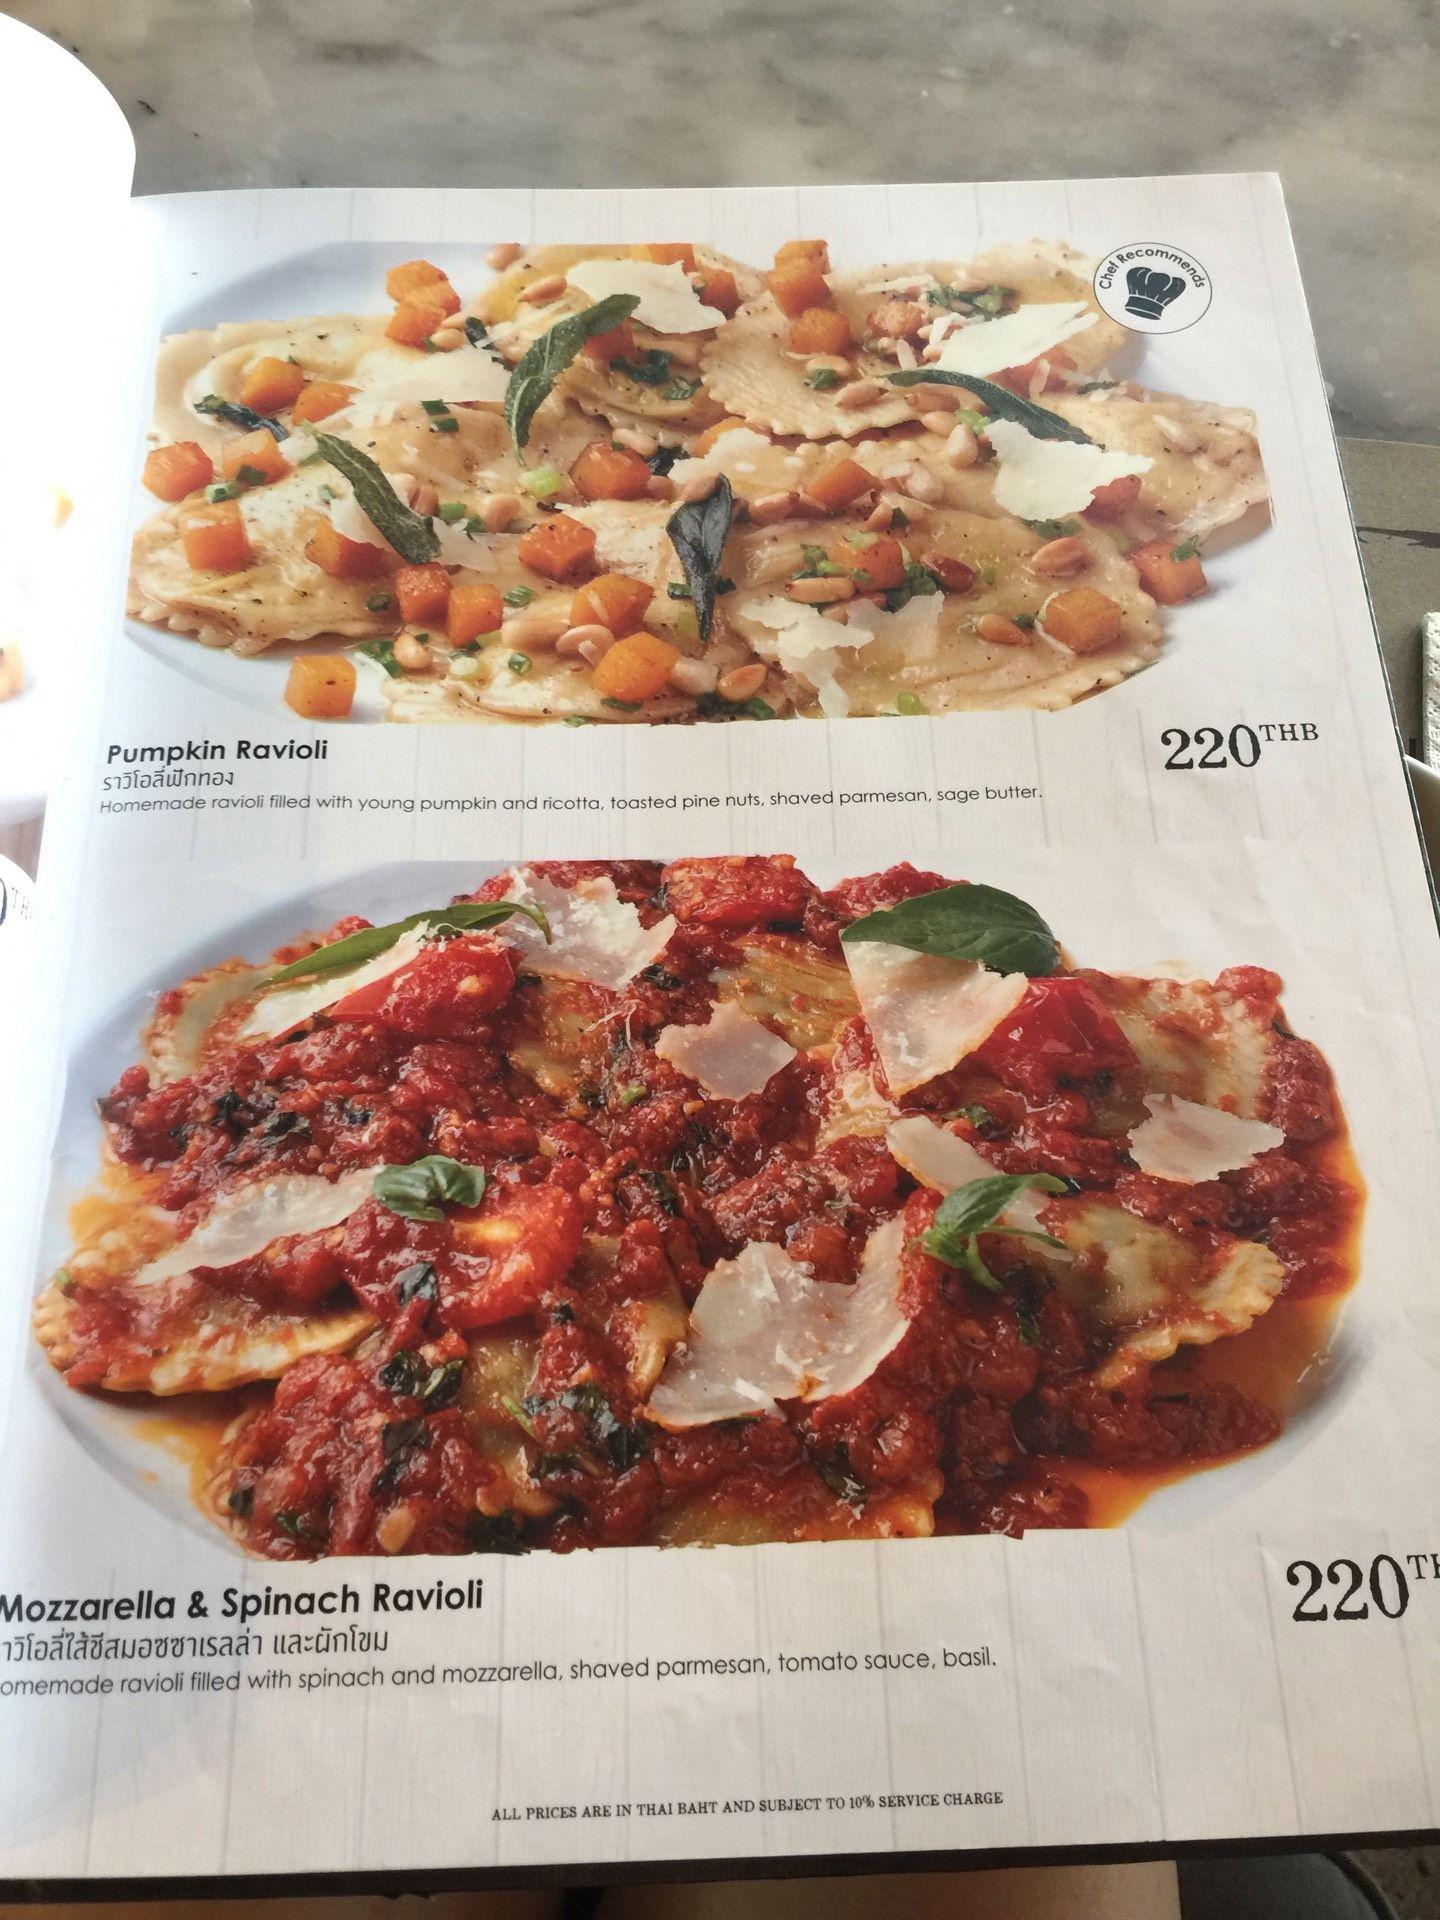 Chef Recommends
Pumpkin Ravioli
220THB
ราวิโอลี่ฟักทอง
Homemade ravioli filled with young pumpkin and ricotta, toasted pine nuts, shaved parmesan, sage butter.
Mozzarella & Spinach Ravioli
220TH
าวิโอลี่ใส้ชีสมอซซาเรลล่า และผักโขม
omemade ravioli filled with spinach and mozzarella, shaved parmesan, tomato sauce, basil.
ALL PRICES ARE IN THAI BAHT AND SUBJECT TO 10% SERVICE CHARGE